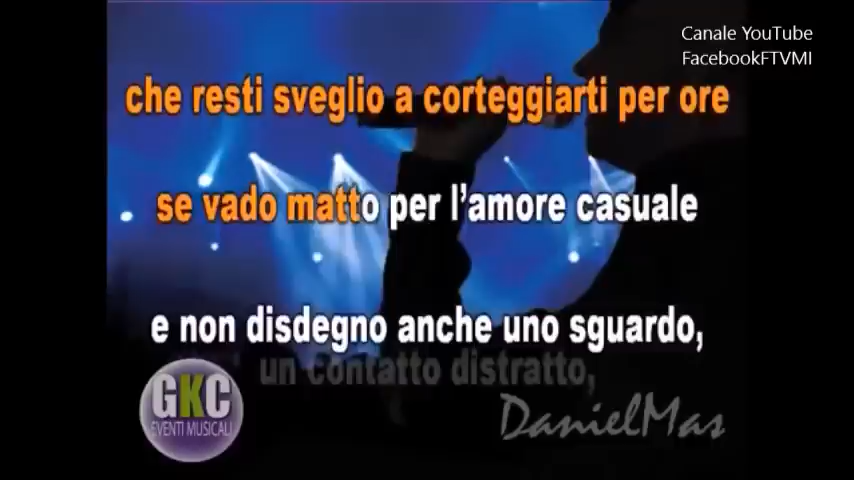 Canale YouTube
FacebookFTVMI
che resti sveglio a corteggiarti per ore
se vado matto per l'amore casuale
e non disdegno anche uno sguardo,
un contatto distratto,
GKC
EVENTI MUSICALI
DanielMas